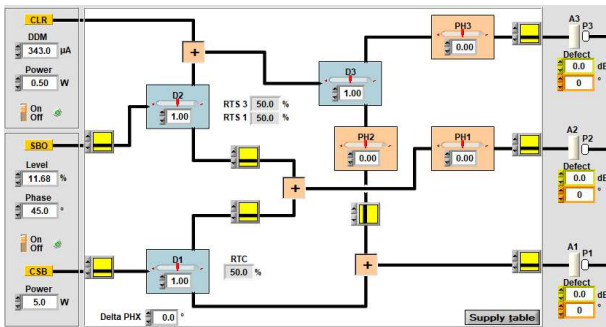 CLR
DDM
343.0 μA
Power
0.50 W
On
Off
SBO
Level
11.68 %
Phase
45.0 °
On
Off
CSB
Power
5.0 W
+
D2
1.00
RTS 3 50.0 %
RTS 1 50.0 %
D3
1.00
PH3
0.00
PH2
0.00
PH1
0.00
+
D1
1.00
RTC
50.0 %
+
Delta PHX 0.0 °
Supply table
A3
P3
Defect
0.0 dB
0 °
A2
P2
Defect
0.0 dB
0 °
A1
P1
Defect
0.0 dB
0 °